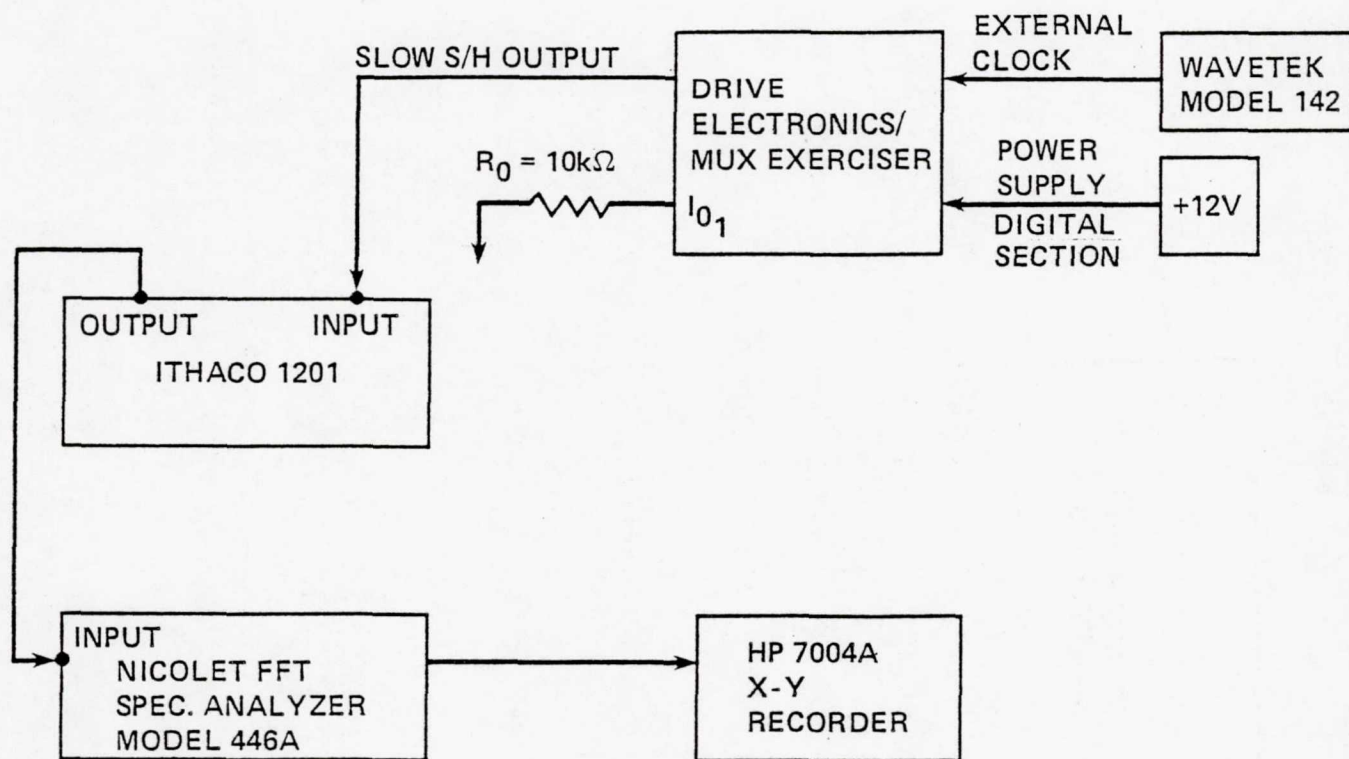 SLOW S/H OUTPUT
R0 = 10kΩ
DRIVE
ELECTRONICS/
MUX EXERCISER
I01
EXTERNAL
CLOCK
WAVETEK
MODEL 142
POWER
SUPPLY
DIGITAL
SECTION
+12V
OUTPUT INPUT
ITHACO 1201
INPUT
NICOLET FFT
SPEC. ANALYZER
MODEL 446A
HP 7004A
X-Y
RECORDER